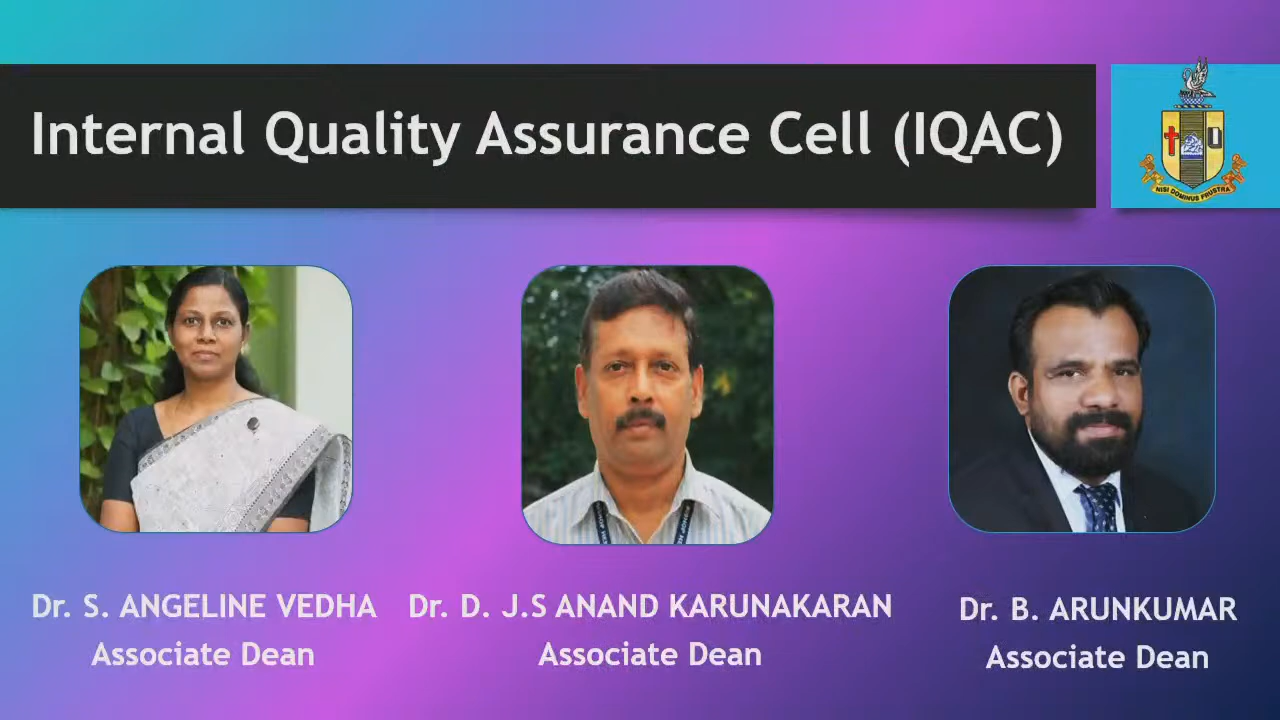 Internal Quality Assurance Cell (IQAC)
NISI DOMINUS FRUSTRA
Dr. S. ANGELINE VEDHA
Associate Dean
Dr. D. J.S ANAND KARUNAKARAN
Associate Dean
Dr. B. ARUNKUMAR
Associate Dean